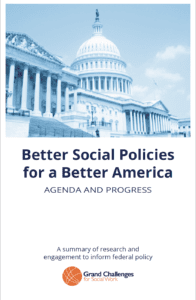 Better Social Policies
for a Better America
AGENDA AND PROGRESS
A summary of research and
engagement to inform federal policy
Grand Challenges
for Social Work